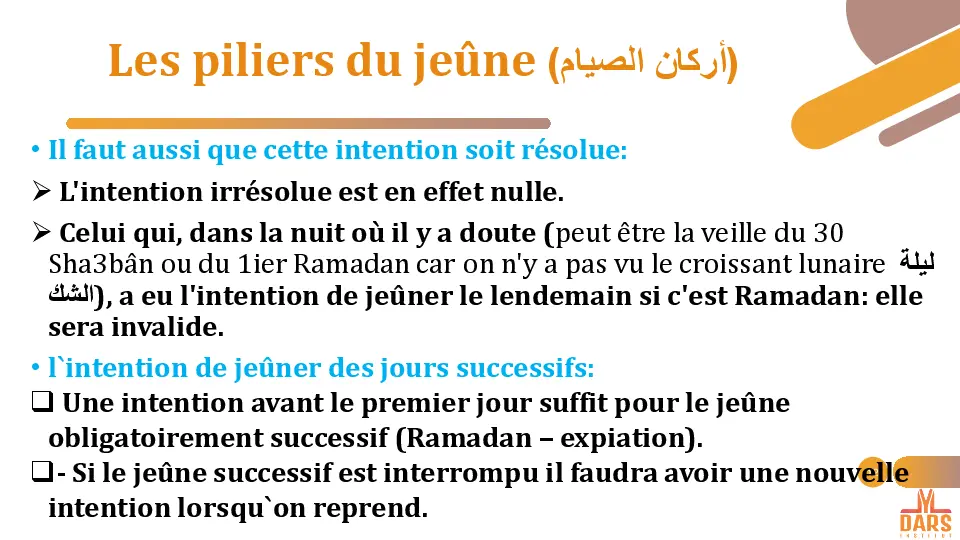 Les piliers du jeûne (أركان الصيام)
• Il faut aussi que cette intention soit résolue:
➢ L'intention irrésolue est en effet nulle.
➢ Celui qui, dans la nuit où il y a doute (peut être la veille du 30
Sha3bân ou du 1ier Ramadan car on n'y a pas vu le croissant lunaire ليلة
الشك), a eu l'intention de jeûner le lendemain si c'est Ramadan: elle
sera invalide.
• l`intention de jeûner des jours successifs:
❑ Une intention avant le premier jour suffit pour le jeûne
obligatoirement successif (Ramadan – expiation).
❑- Si le jeûne successif est interrompu il faudra avoir une nouvelle
intention lorsqu`on reprend.
DARS
INSTITUT